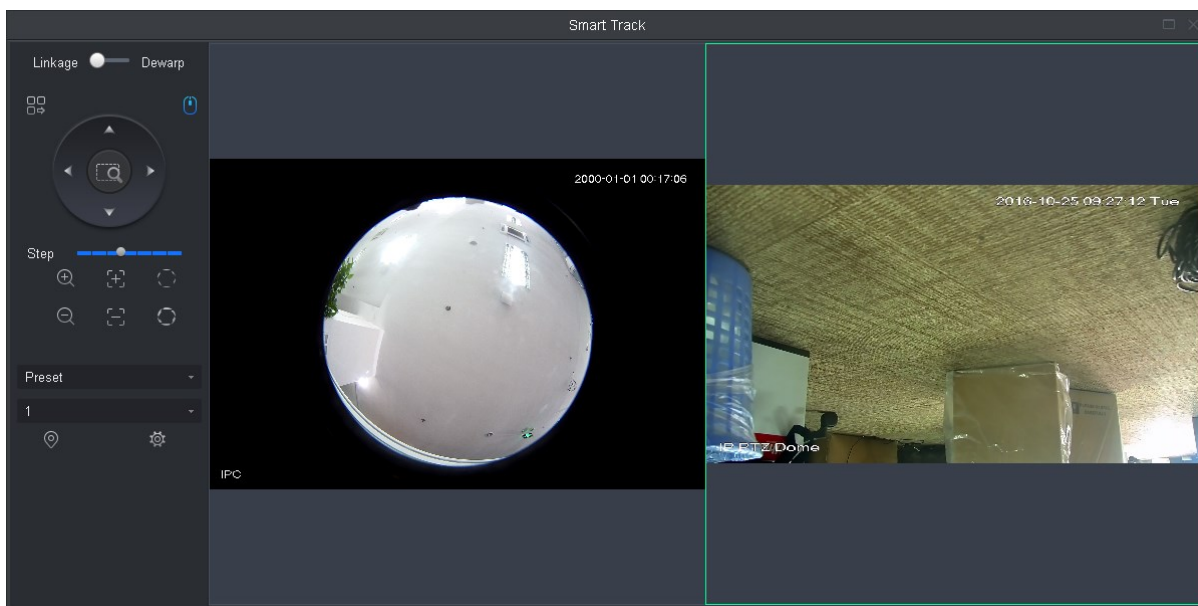 Smart Track
Linkage
Dewarp
Step
Preset
1
2000-01-01 00:17:06
IPC
2016-10-25 09:27:12 Tue
IP PTZ Dome